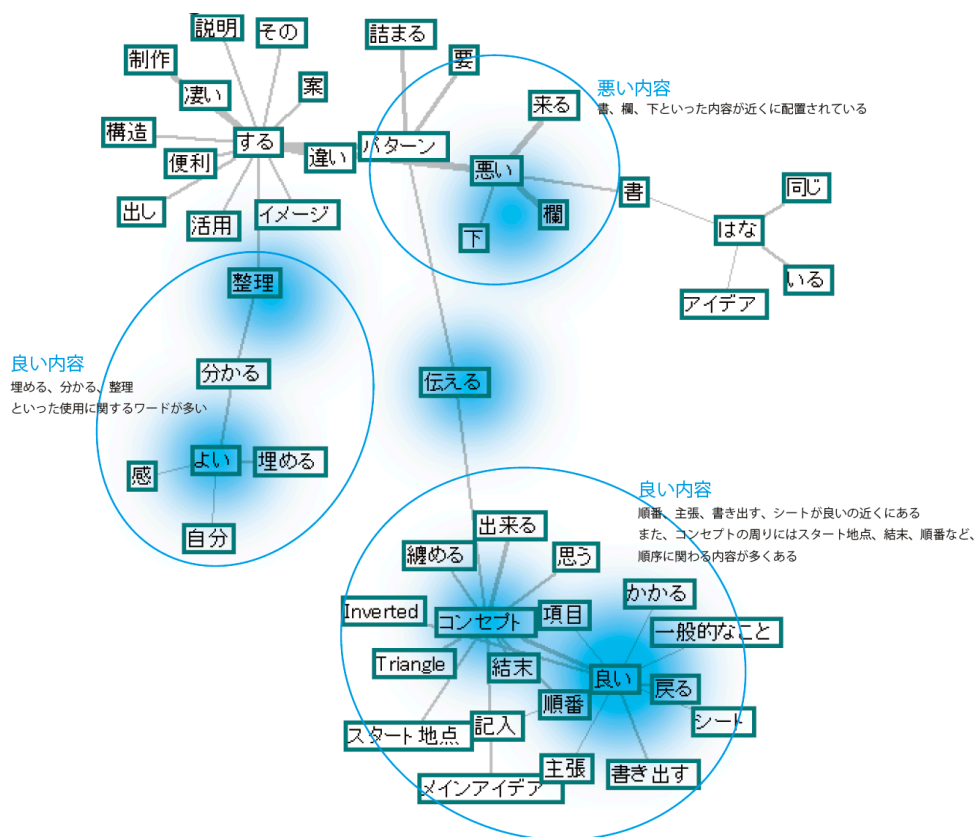 説明
その
詰まる
制作
要
悪い内容
凄い
案
来る
書、欄、下といった内容が近くに配置されている
構造
する
パターン
便利
違い
悪い
書
同じ
出し
活用
イメージ
欄
下
はな
整理
いる
アイデア
良い内容
埋める、分かる、整理
といった使用に関するワードが多い
分かる
伝える
よい
埋める
感
自分
良い内容
順番、主張、書き出す、シートが良いの近くにある
また、コンセプトの周りにはスタート地点、結末、順番など、
順序に関わる内容が多くある
出来る
纏める
思う
かかる
Inverted
コンセプト
項目
一般的なこと
Triangle
結末
良い
戻る
順番
シート
スタート地点
記入
主張
書き出す
メインアイデア